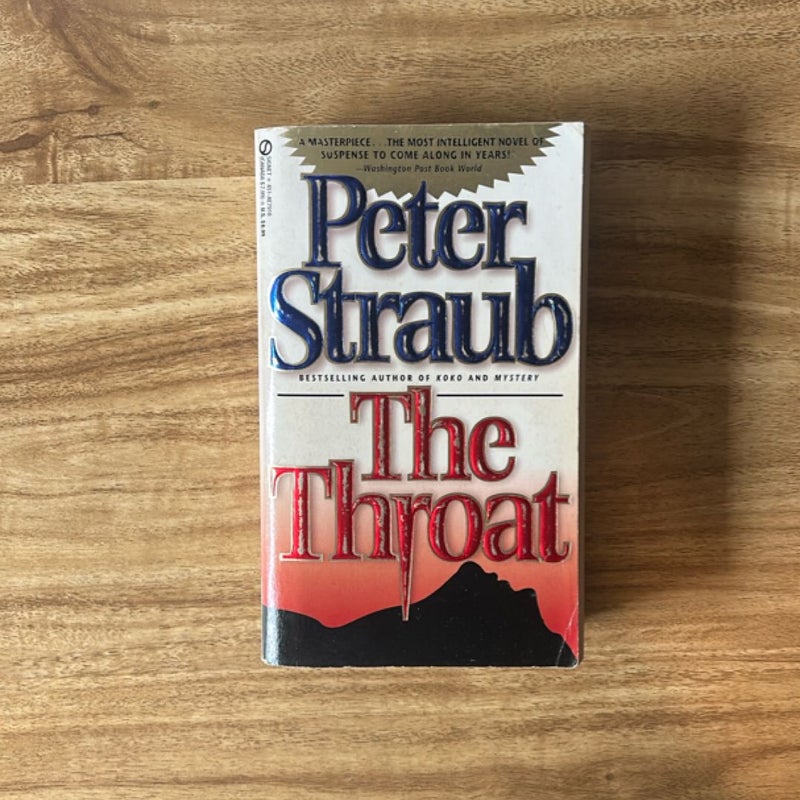 A MASTERPIECE...THE MOST INTELLIGENT NOVEL OF
SUSPENSE TO COME ALONG IN YEARS!"
—Washington Post Book World
Peter
Straub
BESTSELLING AUTHOR OF KOKO AND MYSTERY
The
Throat
SIGNET